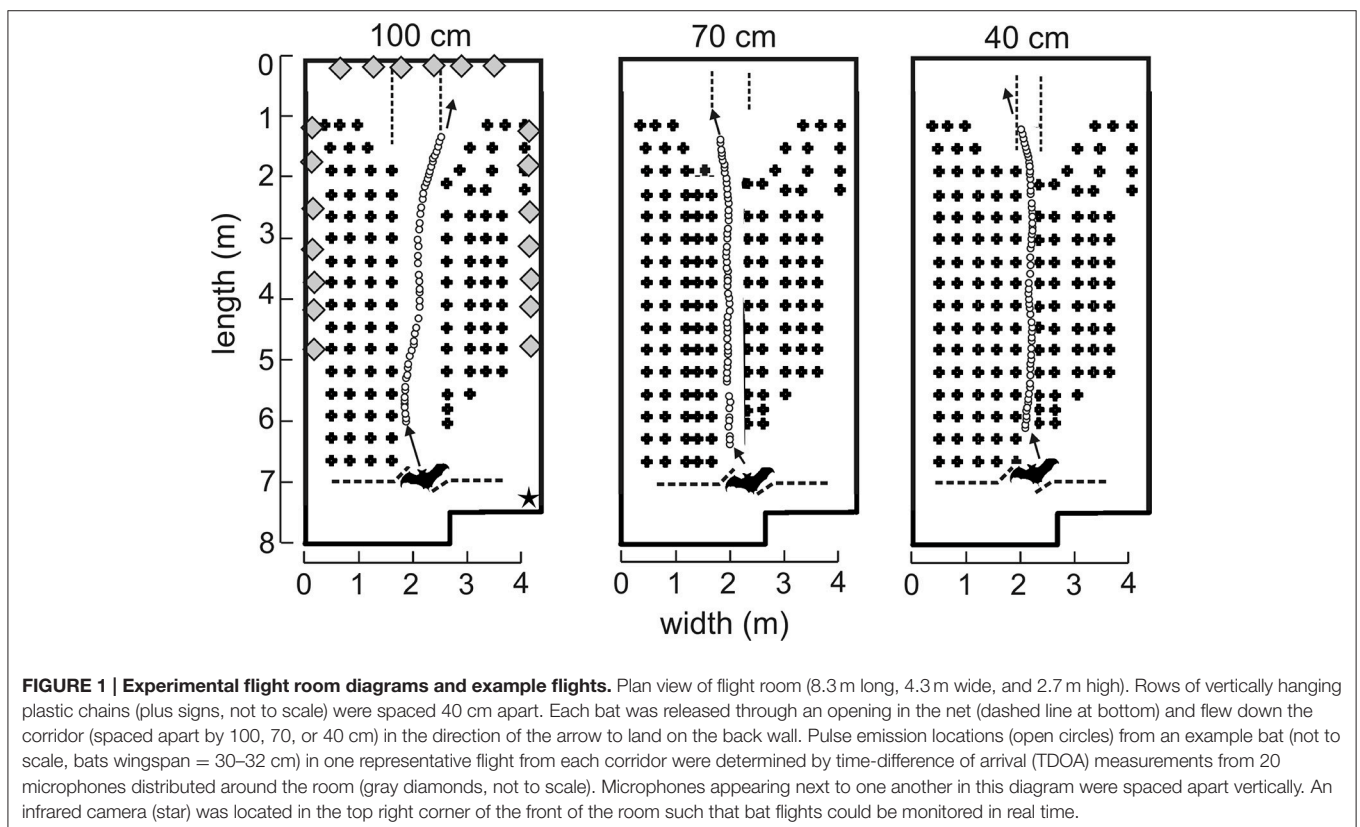 100 cm
70 cm
40 cm
0
1
2
3
4
5
6
7
8
length (m)
0 1 2 3 4
0 1 2 3 4
0 1 2 3 4
width (m)
FIGURE 1 | Experimental flight room diagrams and example flights. Plan view of flight room (8.3 m long, 4.3 m wide, and 2.7 m high). Rows of vertically hanging
plastic chains (plus signs, not to scale) were spaced 40 cm apart. Each bat was released through an opening in the net (dashed line at bottom) and flew down the
corridor (spaced apart by 100, 70, or 40 cm) in the direction of the arrow to land on the back wall. Pulse emission locations (open circles) from an example bat (not to
scale, bats wingspan = 30–32 cm) in one representative flight from each corridor were determined by time-difference of arrival (TDOA) measurements from 20
microphones distributed around the room (gray diamonds, not to scale). Microphones appearing next to one another in this diagram were spaced apart vertically. An
infrared camera (star) was located in the top right corner of the front of the room such that bat flights could be monitored in real time.